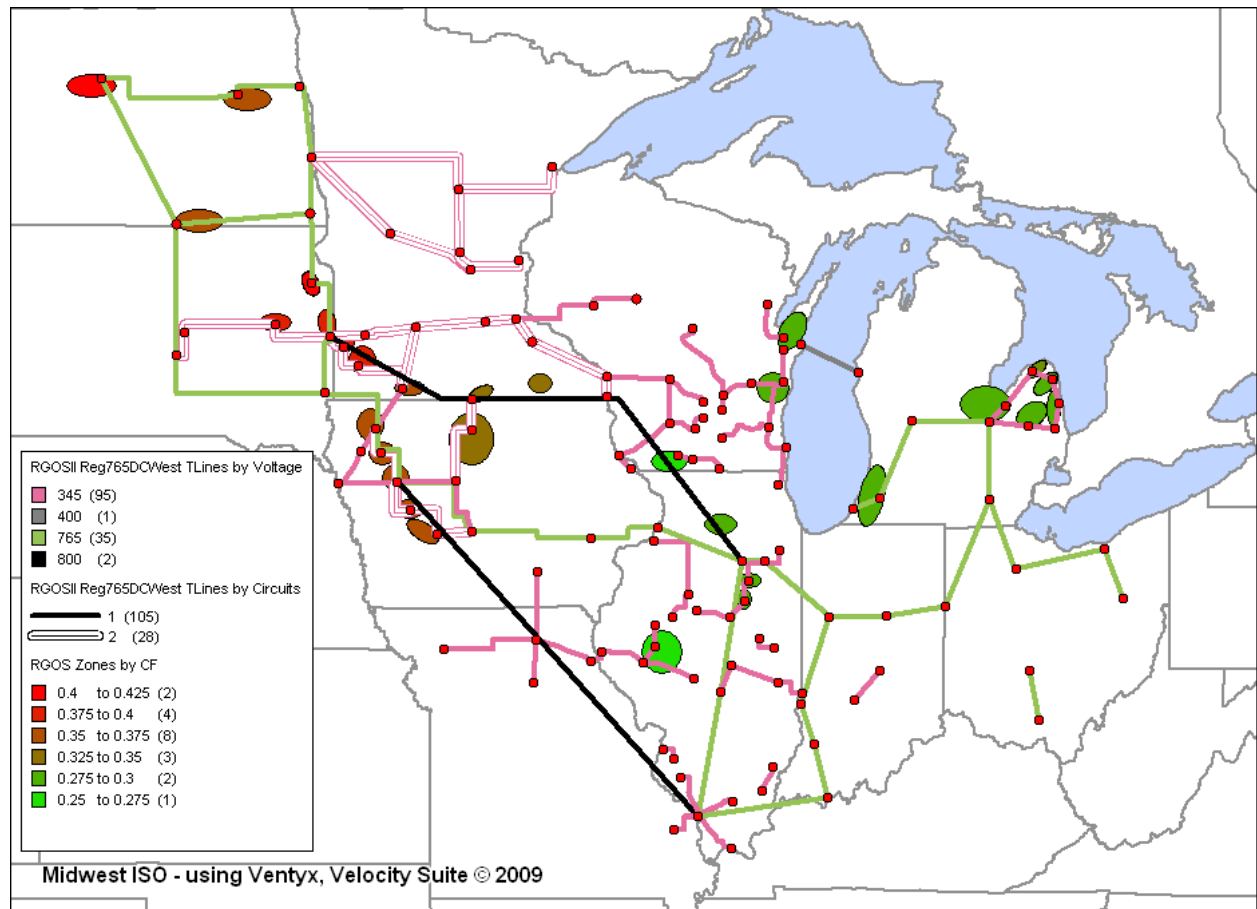 RGOSII Reg765DCWest TLines by Voltage
345 (95)
400 (1)
765 (35)
800 (2)
RGOSII Reg765DCWest TLines by Circuits
1 (105)
2 (28)
RGOS Zones by CF
0.4 to 0.425 (2)
0.375 to 0.4 (4)
0.35 to 0.375 (8)
0.325 to 0.35 (3)
0.275 to 0.3 (2)
0.25 to 0.275 (1)
Midwest ISO - using Ventyx, Velocity Suite © 2009